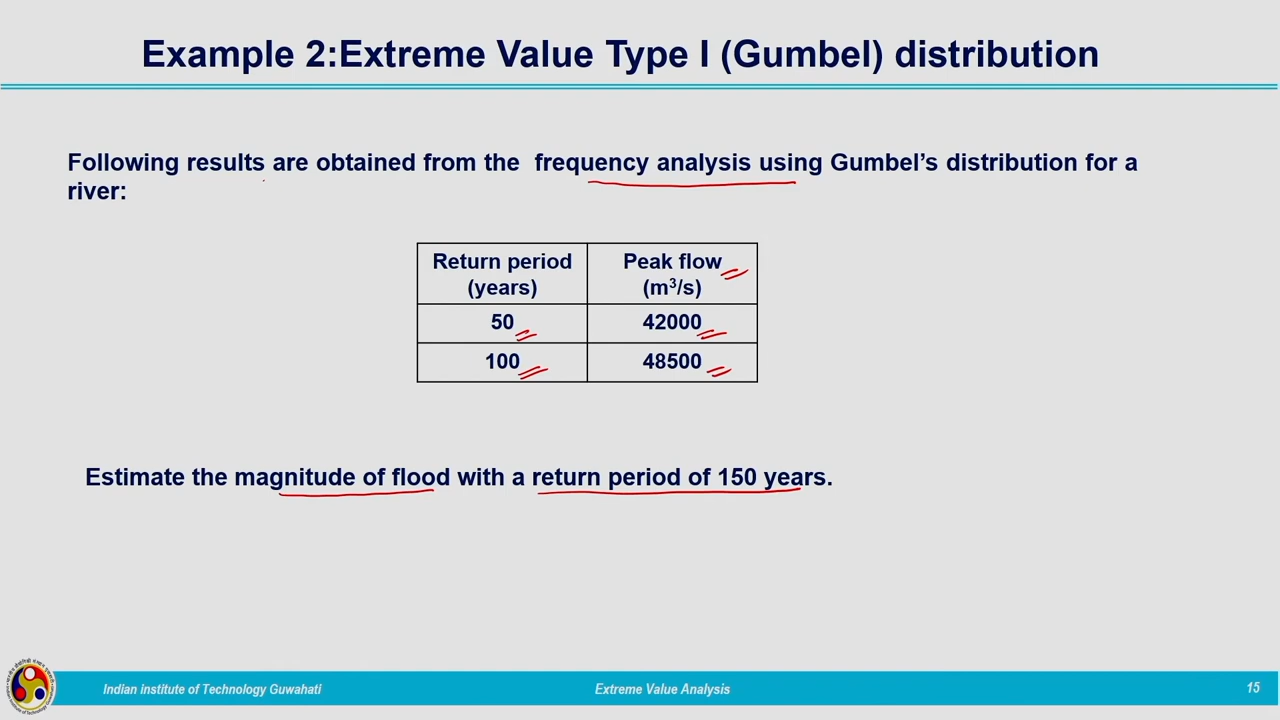 Example 2:Extreme Value Type I (Gumbel) distribution
Following results are obtained from the frequency analysis using Gumbel’s distribution for a
river:
Return period
(years)
Peak flow
(m³/s)
50
42000
100
48500
Estimate the magnitude of flood with a return period of 150 years.
Indian institute of Technology Guwahati
Extreme Value Analysis
15